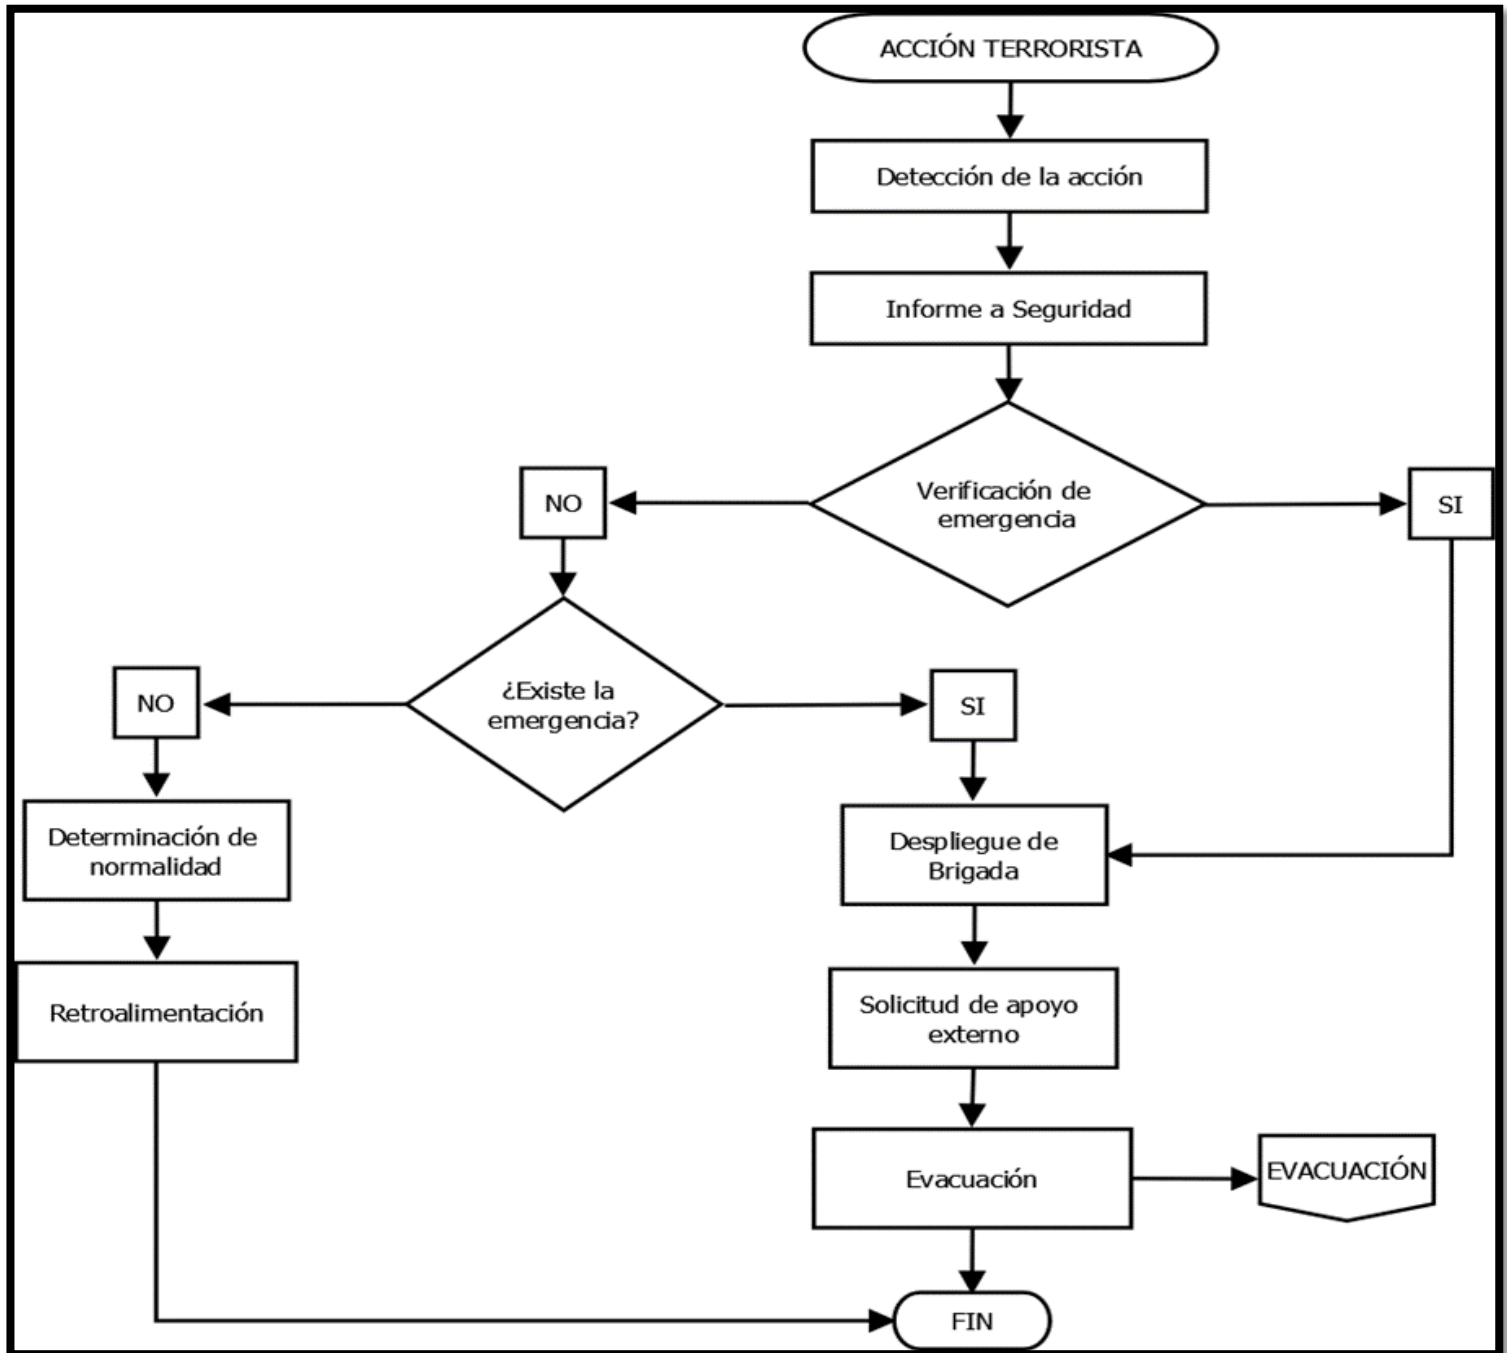 ACCIÓN TERRORISTA
Detección de la acción
Informe a Seguridad
Verificación de
emergencia
NO
SI
¿Existe la
emergencia?
NO
SI
Determinación de
normalidad
Despliegue de
Brigada
Retroalimentación
Solicitud de apoyo
externo
Evacuación
EVACUACIÓN
FIN